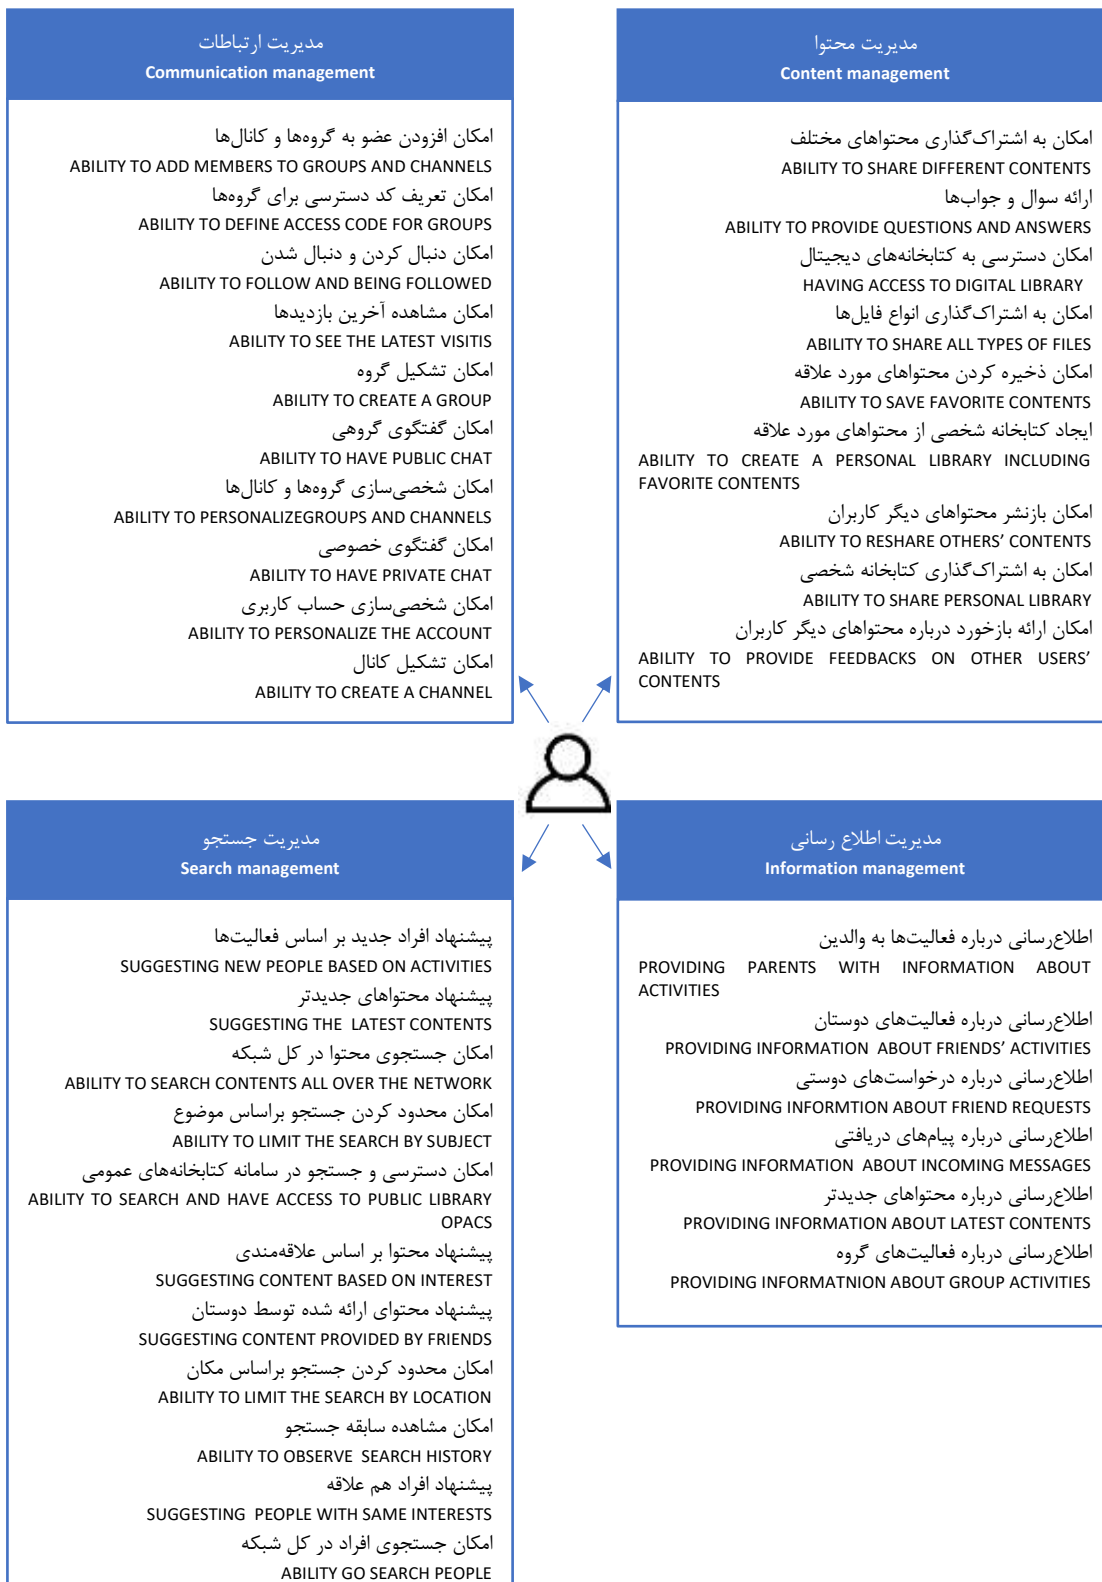 مدیریت ارتباطات
Communication management
امکان افزودن عضو به گروه‌ها و کانال‌ها
ABILITY TO ADD MEMBERS TO GROUPS AND CHANNELS
امکان تعریف کد دسترسی برای گروه‌ها
ABILITY TO DEFINE ACCESS CODE FOR GROUPS
امکان دنبال کردن و دنبال شدن
ABILITY TO FOLLOW AND BEING FOLLOWED
امکان مشاهده آخرین بازدیدها
ABILITY TO SEE THE LATEST VISITIS
امکان تشکیل گروه
ABILITY TO CREATE A GROUP
امکان گفتگوی گروهی
ABILITY TO HAVE PUBLIC CHAT
امکان شخصی‌سازی گروه‌ها و کانال‌ها
ABILITY TO PERSONALIZEGROUPS AND CHANNELS
امکان گفتگوی خصوصی
ABILITY TO HAVE PRIVATE CHAT
امکان شخصی‌سازی حساب کاربری
ABILITY TO PERSONALIZE THE ACCOUNT
امکان تشکیل کانال
ABILITY TO CREATE A CHANNEL
مدیریت محتوا
Content management
امکان به اشتراک‌گذاری محتواهای مختلف
ABILITY TO SHARE DIFFERENT CONTENTS
ارائه سوال و جواب‌ها
ABILITY TO PROVIDE QUESTIONS AND ANSWERS
امکان دسترسی به کتابخانه‌های دیجیتال
HAVING ACCESS TO DIGITAL LIBRARY
امکان به اشتراک‌گذاری انواع فایل‌ها
ABILITY TO SHARE ALL TYPES OF FILES
امکان ذخیره کردن محتواهای مورد علاقه
ABILITY TO SAVE FAVORITE CONTENTS
ایجاد کتابخانه شخصی از محتواهای مورد علاقه
ABILITY TO CREATE A PERSONAL LIBRARY INCLUDING
FAVORITE CONTENTS
امکان بازنشر محتواهای دیگر کاربران
ABILITY TO RESHARE OTHERS’ CONTENTS
امکان به اشتراک‌گذاری کتابخانه شخصی
ABILITY TO SHARE PERSONAL LIBRARY
امکان ارائه بازخورد درباره محتواهای دیگر کاربران
ABILITY TO PROVIDE FEEDBACKS ON OTHER USERS’
CONTENTS
مدیریت جستجو
Search management
پیشنهاد افراد جدید بر اساس فعالیت‌ها
SUGGESTING NEW PEOPLE BASED ON ACTIVITIES
پیشنهاد محتواهای جدیدتر
SUGGESTING THE LATEST CONTENTS
امکان جستجوی محتوا در کل شبکه
ABILITY TO SEARCH CONTENTS ALL OVER THE NETWORK
امکان محدود کردن جستجو براساس موضوع
ABILITY TO LIMIT THE SEARCH BY SUBJECT
امکان دسترسی و جستجو در سامانه کتابخانه‌های عمومی
ABILITY TO SEARCH AND HAVE ACCESS TO PUBLIC LIBRARY
OPACS
پیشنهاد محتوا بر اساس علاقه‌مندی
SUGGESTING CONTENT BASED ON INTEREST
پیشنهاد محتوای ارائه شده توسط دوستان
SUGGESTING CONTENT PROVIDED BY FRIENDS
امکان محدود کردن جستجو براساس مکان
ABILITY TO LIMIT THE SEARCH BY LOCATION
امکان مشاهده سابقه جستجو
ABILITY TO OBSERVE SEARCH HISTORY
پیشنهاد افراد هم علاقه
SUGGESTING PEOPLE WITH SAME INTERESTS
امکان جستجوی افراد در کل شبکه
ABILITY GO SEARCH PEOPLE
مدیریت اطلاع رسانی
Information management
اطلاع‌رسانی درباره فعالیت‌ها به والدین
PROVIDING PARENTS WITH INFORMATION ABOUT
ACTIVITIES
اطلاع‌رسانی درباره فعالیت‌های دوستان
PROVIDING INFORMATION ABOUT FRIENDS’ ACTIVITIES
اطلاع‌رسانی درباره درخواست‌های دوستی
PROVIDING INFORMTION ABOUT FRIEND REQUESTS
اطلاع‌رسانی درباره پیام‌های دریافتی
PROVIDING INFORMATION ABOUT INCOMING MESSAGES
اطلاع‌رسانی درباره محتواهای جدیدتر
PROVIDING INFORMATION ABOUT LATEST CONTENTS
اطلاع‌رسانی درباره فعالیت‌های گروه
PROVIDING INFORMATNION ABOUT GROUP ACTIVITIES